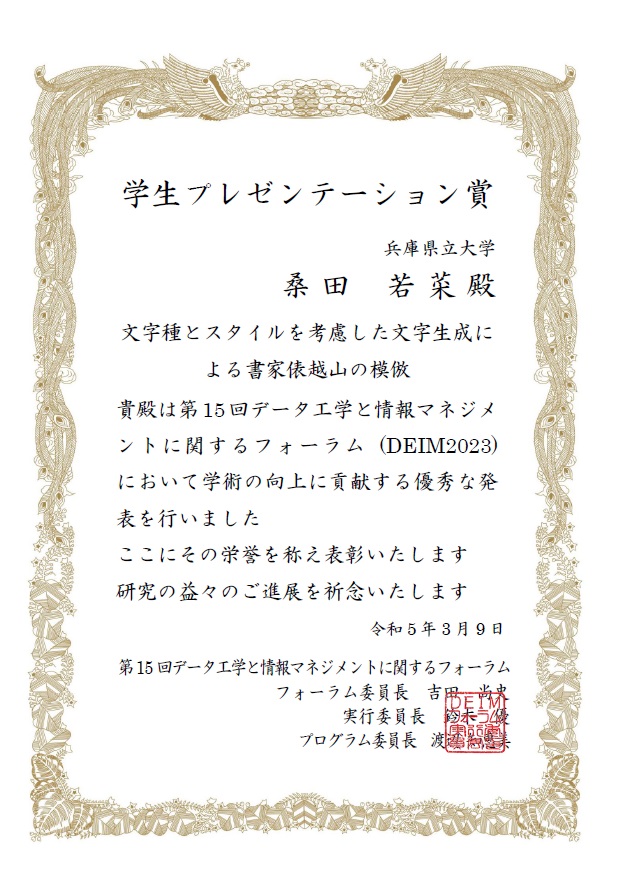 学生プレゼンテーション賞
兵庫県立大学
桑田 若菜殿
文字種とスタイルを考慮した文字生成に
よる書家俵越山の模倣
貴殿は第15回データ工学と情報マネジメ
ントに関するフォーラム (DEIM2023)
において学術の向上に貢献する優秀な発
表を行いました
ここにその栄誉を称え表彰いたします
研究の益々のご進展を祈念いたします
令和5年3月9日
第15回データ工学と情報マネジメントに関するフォーラム
フォーラム委員長 吉田 尚史
実行委員長 鈴木 優
プログラム委員長 渡辺 知恵美
DEIM